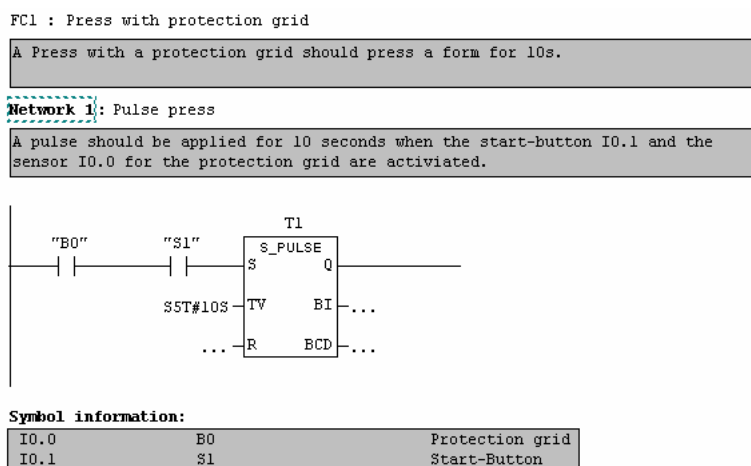 FC1 : Press with protection grid
A Press with a protection grid should press a form for 10s.
Network 1: Pulse press
A pulse should be applied for 10 seconds when the start-button I0.1 and the
sensor I0.0 for the protection grid are activiated.
T1
"B0" "S1" S_PULSE
S Q
S5T#10S TV BI ...
... R BCD ...
Symbol information:
I0.0 B0 Protection grid
I0.1 S1 Start-Button